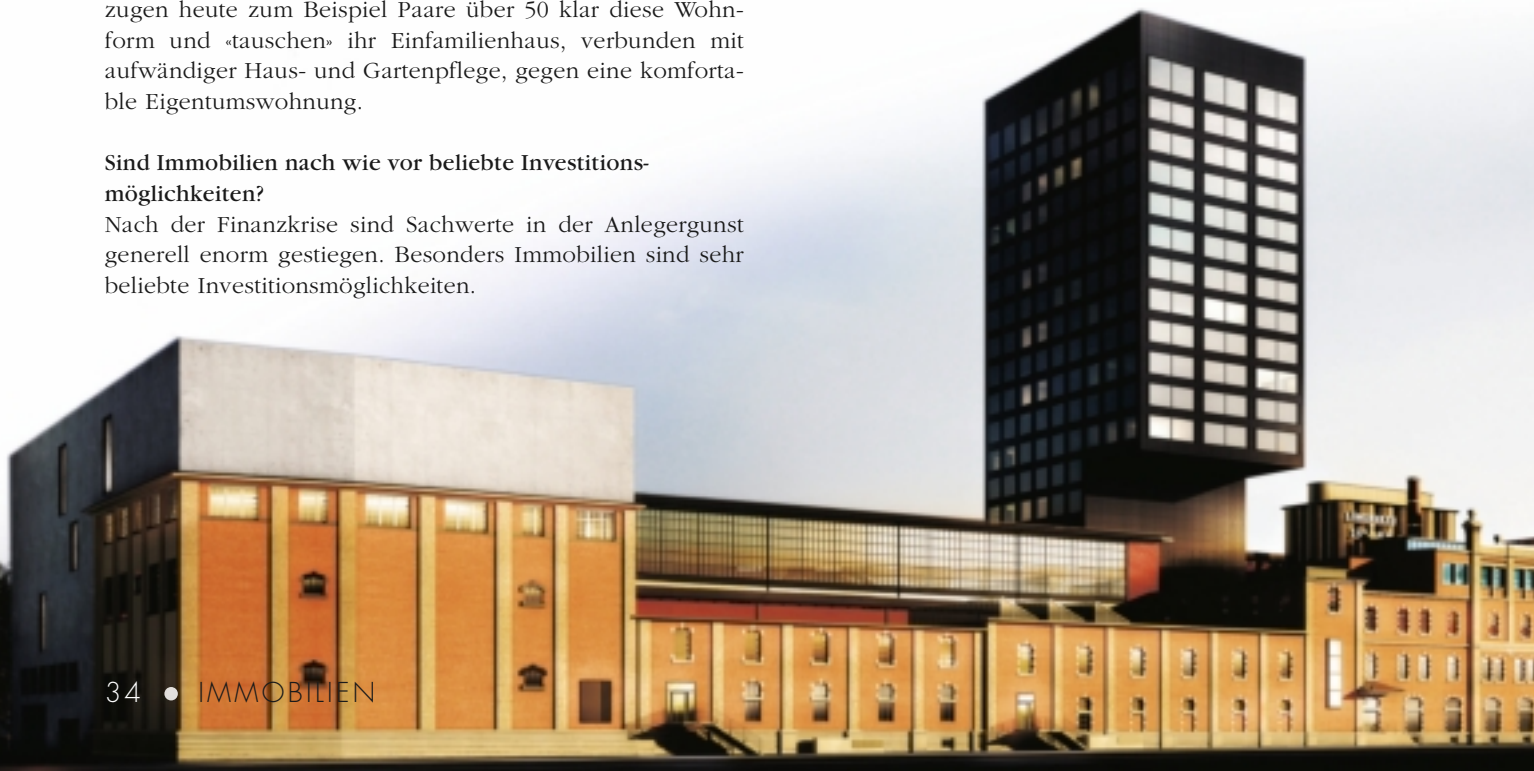 zugen heute zum Beispiel Paare über 50 klar diese Wohn-
form und «tauschen» ihr Einfamilienhaus, verbunden mit
aufwändiger Haus- und Gartenpflege, gegen eine komforta-
ble Eigentumswohnung.
Sind Immobilien nach wie vor beliebte Investitions-
möglichkeiten?
Nach der Finanzkrise sind Sachwerte in der Anlegergunst
generell enorm gestiegen. Besonders Immobilien sind sehr
beliebte Investitionsmöglichkeiten.
34 ● IMMOBILIEN